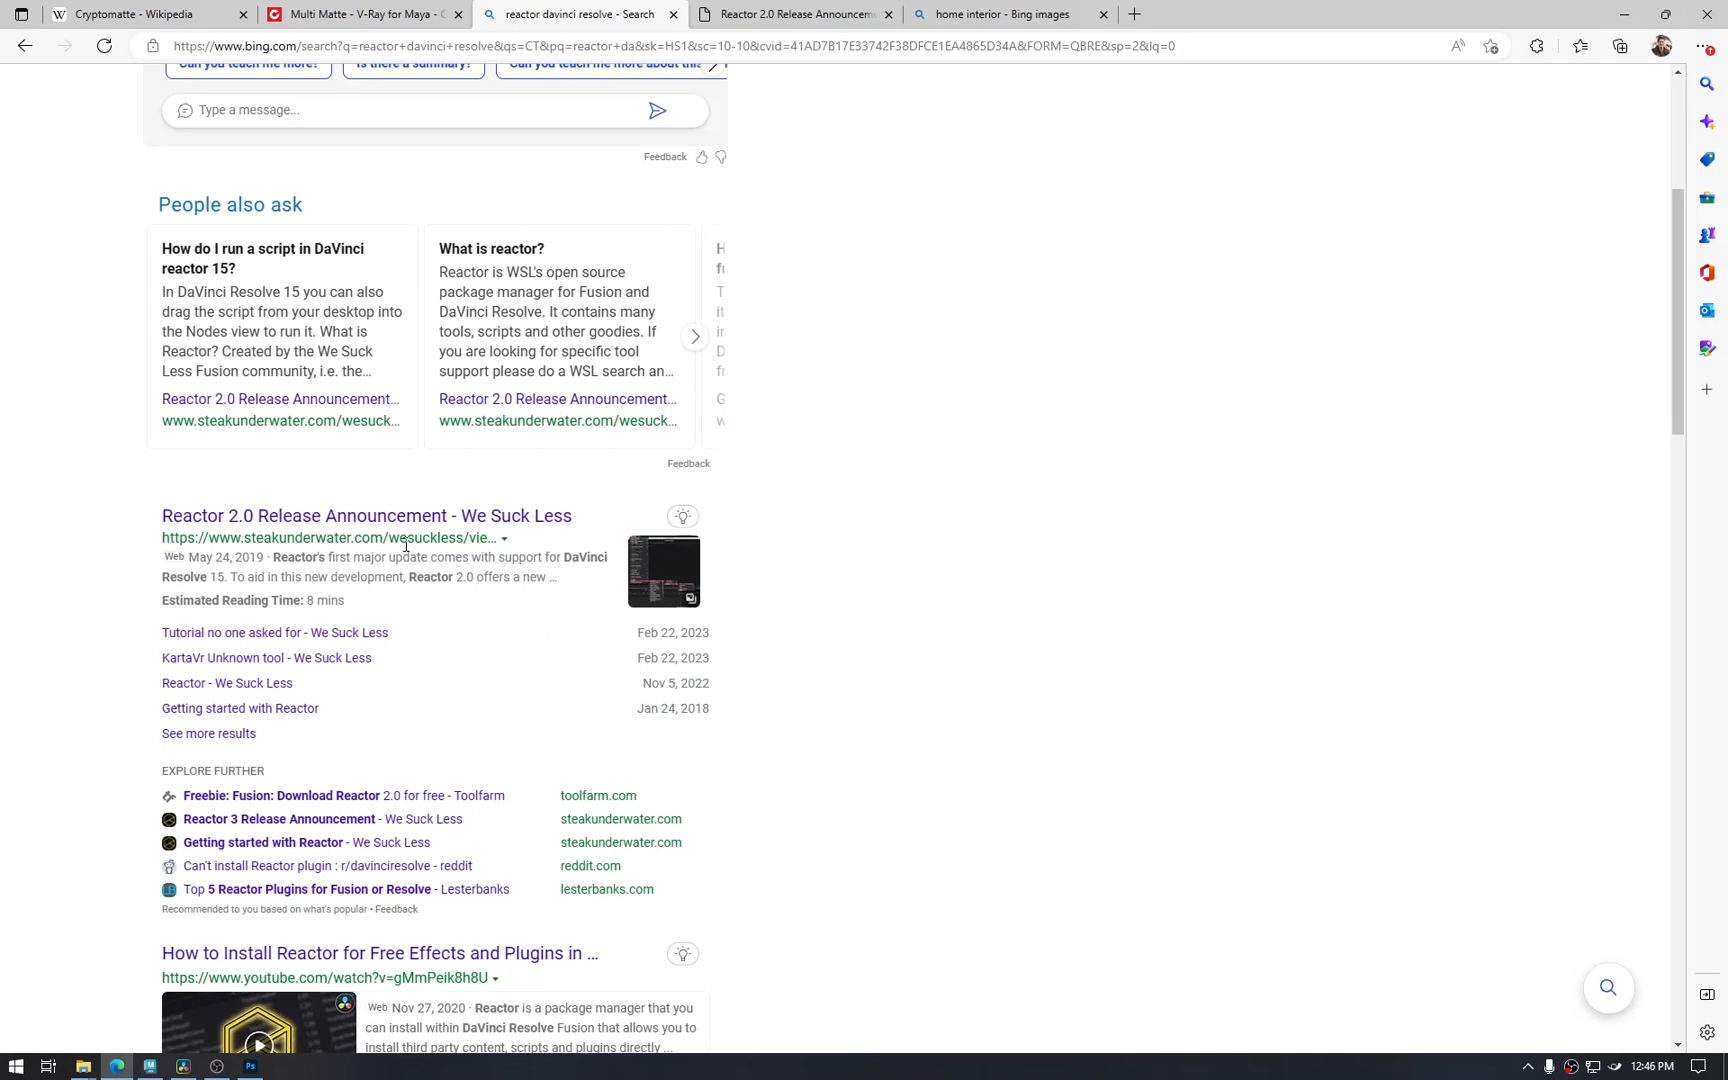 Cryptomatte - Wikipedia
Multi Matte - V-Ray for Maya - C
reactor davinci resolve - Search
Reactor 2.0 Release Announcem
home interior - Bing images
https://www.bing.com/search?q=reactor+davinci+resolve&qs=CT&pq=reactor+da&sk=HS1&sc=10-10&cvid=41AD7B17E33742F38DFCE1EA4865D34A&FORM=QBRE&sp=2&lq=0
Can you teach me more?
Is there a summary?
Can you teach me more about this
Type a message...
Feedback
People also ask
How do I run a script in DaVinci
reactor 15?
In DaVinci Resolve 15 you can also
drag the script from your desktop into
the Nodes view to run it. What is
Reactor? Created by the We Suck
Less Fusion community, i.e. the...
Reactor 2.0 Release Announcement...
www.steakunderwater.com/wesuck...
What is reactor?
Reactor is WSL's open source
package manager for Fusion and
DaVinci Resolve. It contains many
tools, scripts and other goodies. If
you are looking for specific tool
support please do a WSL search an...
Reactor 2.0 Release Announcement...
www.steakunderwater.com/wesuck...
Feedback
Reactor 2.0 Release Announcement - We Suck Less
https://www.steakunderwater.com/wesuckless/vie...
Web May 24, 2019 · Reactor's first major update comes with support for DaVinci
Resolve 15. To aid in this new development, Reactor 2.0 offers a new ...
Estimated Reading Time: 8 mins
Tutorial no one asked for - We Suck Less Feb 22, 2023
KartaVr Unknown tool - We Suck Less Feb 22, 2023
Reactor - We Suck Less Nov 5, 2022
Getting started with Reactor Jan 24, 2018
See more results
EXPLORE FURTHER
Freebie: Fusion: Download Reactor 2.0 for free - Toolfarm toolfarm.com
Reactor 3 Release Announcement - We Suck Less steakunderwater.com
Getting started with Reactor - We Suck Less steakunderwater.com
Can't install Reactor plugin : r/davinciresolve - reddit reddit.com
Top 5 Reactor Plugins for Fusion or Resolve - Lesterbanks lesterbanks.com
Recommended to you based on what's popular • Feedback
How to Install Reactor for Free Effects and Plugins in ...
https://www.youtube.com/watch?v=gMmPeik8h8U
Web Nov 27, 2020 · Reactor is a package manager that you
can install within DaVinci Resolve Fusion that allows you to
install third party content, scripts and plugins directly ...
12:46 PM